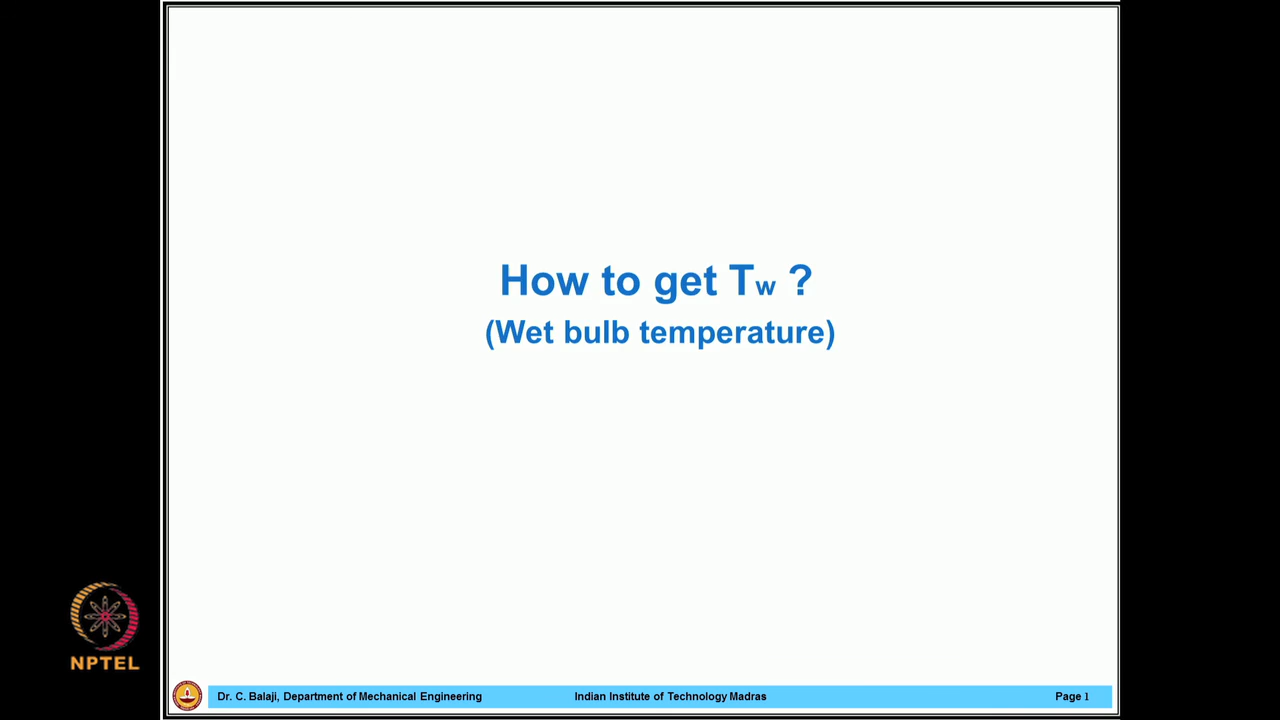 How to get Tw ?
(Wet bulb temperature)
NPTEL
Dr. C. Balaji, Department of Mechanical Engineering Indian Institute of Technology Madras Page 1